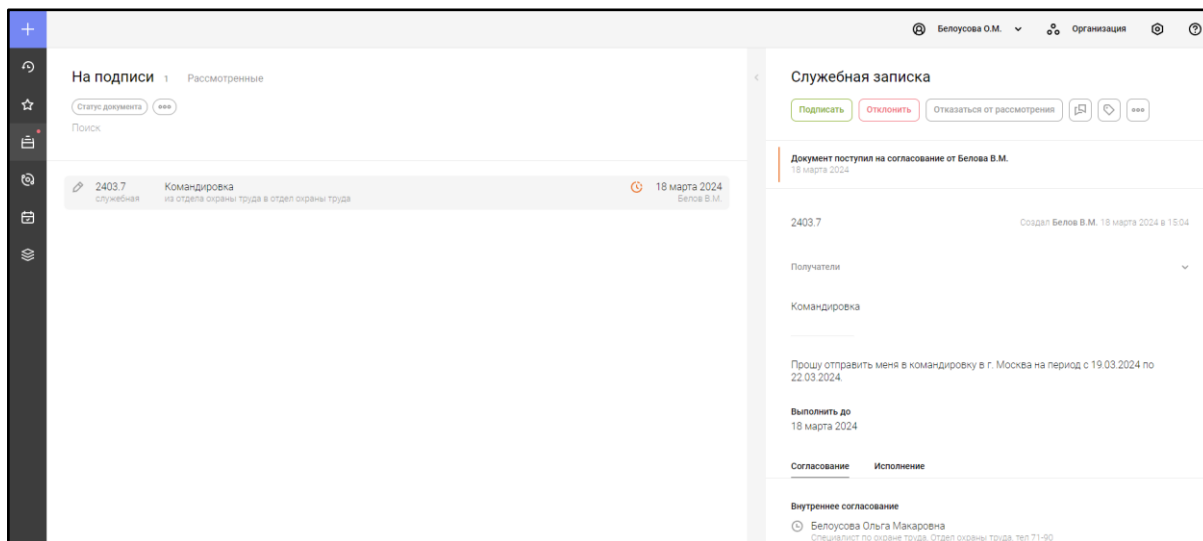 Белоусова О.М.
Организация
На подписи 1 Рассмотренные
Статус документа
Поиск
2403.7 Командировка 18 марта 2024
служебная из отдела охраны труда в отдел охраны труда Белов В.М.
Служебная записка
Подписать Отклонить Отказаться от рассмотрения
Документ поступил на согласование от Белова В.М.
18 марта 2024
2403.7 Создал Белов В.М. 18 марта 2024 в 15:04
Получатели
Командировка
Прошу отправить меня в командировку в г. Москва на период с 19.03.2024 по
22.03.2024.
Выполнить до
18 марта 2024
Согласование Исполнение
Внутреннее согласование
Белоусова Ольга Макаровна
Специалист по охране труда, Отдел охраны труда, тел 71-90